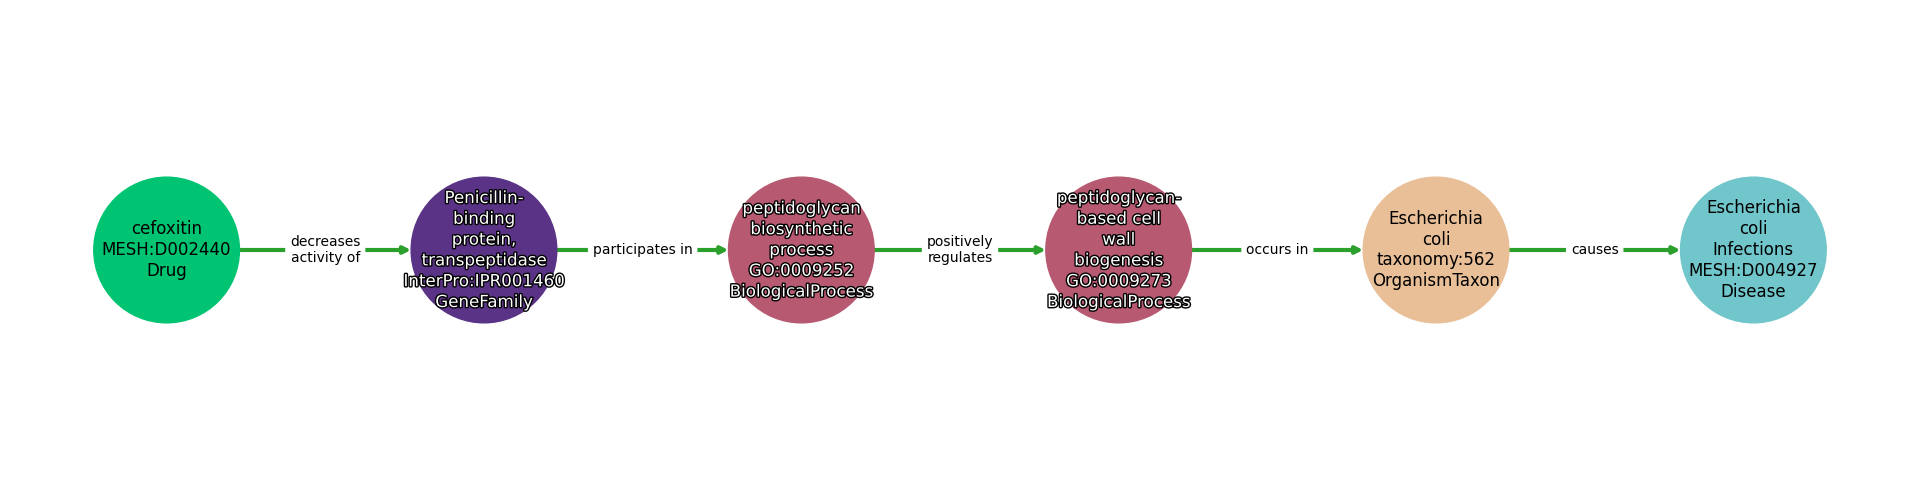 cefoxitin
MESH:D002440
Drug
decreases
activity of
Penicillin-
binding
protein,
transpeptidase
InterPro:IPR001460
GeneFamily
participates in
peptidoglycan
biosynthetic
process
GO:0009252
BiologicalProcess
positively
regulates
peptidoglycan-
based cell
wall
biogenesis
GO:0009273
BiologicalProcess
occurs in
Escherichia
coli
taxonomy:562
OrganismTaxon
causes
Escherichia
coli
Infections
MESH:D004927
Disease